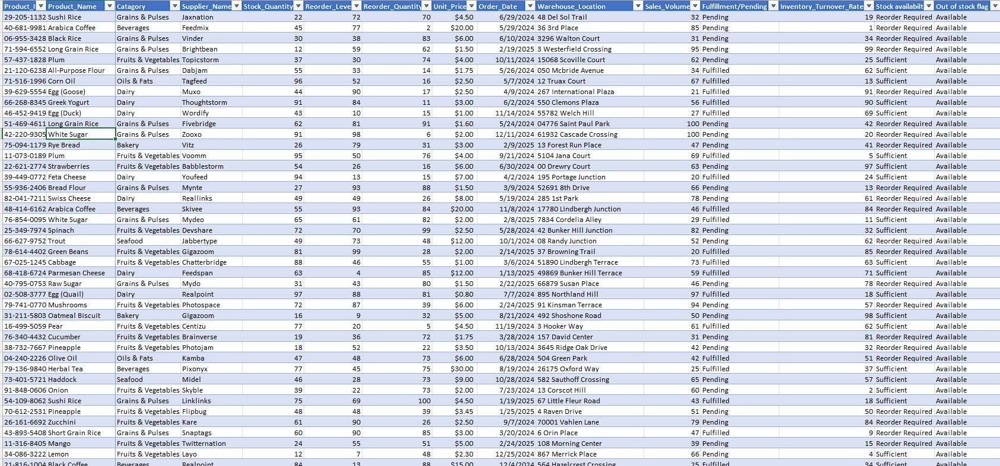 Product_I Product_Name Catagory Supplier_Name Stock_Quantity Reorder_Leve Reorder_Quantity Unit_Price Order_Date Warehouse_Location Sales_Volume Fulfillment/Pending Inventory_Turnover_Rate Stock availabilt Out of stock flag
29-205-1132 Sushi Rice Grains & Pulses Jaxnation 22 72 70 $4.50 6/29/2024 48 Del Sol Trail 32 Pending 19 Reorder Required Available
40-681-9981 Arabica Coffee Beverages Feedmix 45 77 2 $20.00 5/29/2024 36 3rd Place 85 Pending 1 Reorder Required Available
06-955-3428 Black Rice Grains & Pulses Vinder 30 38 83 $6.00 6/10/2024 3296 Walton Court 31 Pending 34 Reorder Required Available
71-594-6552 Long Grain Rice Grains & Pulses Brightbean 12 59 62 $1.50 2/19/2025 3 Westerfield Crossing 95 Pending 99 Reorder Required Available
57-437-1828 Plum Fruits & Vegetables Topicstorm 37 30 74 $4.00 10/11/2024 15068 Scoville Court 62 Pending 25 Sufficient Available
21-120-6238 All-Purpose Flour Grains & Pulses Dabjam 55 33 14 $1.75 5/26/2024 050 Mcbride Avenue 34 Fulfilled 62 Sufficient Available
71-516-1996 Corn Oil Oils & Fats Tagfeed 96 52 16 $2.50 5/7/2024 12 Truax Court 67 Fulfilled 13 Sufficient Available
39-629-5554 Egg (Goose) Dairy Muxo 44 90 17 $2.50 4/9/2024 267 International Plaza 21 Fulfilled 91 Reorder Required Available
66-268-8345 Greek Yogurt Dairy Thoughtstorm 91 84 11 $3.00 6/2/2024 550 Clemons Plaza 56 Fulfilled 90 Sufficient Available
46-452-9419 Egg (Duck) Dairy Wordify 43 10 15 $1.00 11/14/2024 55782 Welch Hill 27 Fulfilled 69 Sufficient Available
51-469-4611 Long Grain Rice Grains & Pulses Fivebridge 62 81 91 $1.60 5/24/2024 04776 Saint Paul Park 100 Pending 42 Reorder Required Available
42-220-9305 White Sugar Grains & Pulses Zooxo 91 98 6 $2.00 12/11/2024 61932 Cascade Crossing 100 Pending 20 Reorder Required Available
75-094-1179 Rye Bread Bakery Vitz 26 79 31 $3.00 2/9/2025 13 Forest Run Place 47 Pending 41 Reorder Required Available
11-073-0189 Plum Fruits & Vegetables Voomm 95 50 76 $4.00 9/21/2024 5104 Jana Court 69 Fulfilled 5 Sufficient Available
22-621-2774 Strawberries Fruits & Vegetables Babblestorm 54 26 16 $6.00 6/30/2024 00 Drewry Court 63 Pending 97 Sufficient Available
39-449-0772 Feta Cheese Dairy Youfeed 94 13 15 $7.00 4/2/2024 195 Portage Junction 20 Fulfilled 24 Sufficient Available
55-936-2406 Bread Flour Grains & Pulses Mynte 27 93 88 $1.50 3/9/2024 52691 8th Drive 66 Pending 13 Reorder Required Available
82-041-7211 Swiss Cheese Dairy Reallinks 49 49 26 $8.00 5/19/2024 285 1st Park 78 Pending 61 Reorder Required Available
48-414-6162 Arabica Coffee Beverages Skivee 55 93 84 $20.00 11/8/2024 17780 Lindbergh Junction 46 Fulfilled 84 Reorder Required Available
76-854-0095 White Sugar Grains & Pulses Mydeo 65 61 82 $2.00 2/8/2025 7834 Cordelia Alley 29 Fulfilled 11 Sufficient Available
25-349-7974 Spinach Fruits & Vegetables Devshare 72 70 99 $2.50 5/28/2024 42 Bunker Hill Junction 82 Pending 32 Sufficient Available
66-627-9752 Trout Seafood Jabbertype 49 73 48 $12.00 10/1/2024 08 Randy Junction 52 Pending 62 Reorder Required Available
78-614-4402 Green Beans Fruits & Vegetables Gigazoom 81 99 28 $2.00 2/14/2025 37 Browning Trail 20 Fulfilled 85 Reorder Required Available
67-025-1245 Cabbage Fruits & Vegetables Chatterbridge 88 46 55 $1.00 3/6/2024 51890 Lindbergh Terrace 73 Fulfilled 63 Sufficient Available
68-418-6724 Parmesan Cheese Dairy Feedspan 63 4 85 $12.00 1/13/2025 49869 Bunker Hill Terrace 59 Fulfilled 71 Sufficient Available
40-795-0753 Raw Sugar Grains & Pulses Mydo 31 43 80 $1.50 2/22/2025 66879 Susan Place 46 Pending 78 Reorder Required Available
02-508-3777 Egg (Quail) Dairy Realpoint 97 88 81 $0.80 7/7/2024 895 Northland Hill 97 Fulfilled 18 Sufficient Available
79-741-0770 Mushrooms Fruits & Vegetables Photospace 72 87 39 $6.00 2/24/2025 91 Kinsman Terrace 94 Pending 57 Reorder Required Available
31-211-5803 Oatmeal Biscuit Bakery Gigazoom 16 9 32 $5.00 8/21/2024 492 Shoshone Road 50 Pending 98 Sufficient Available
16-499-5059 Pear Fruits & Vegetables Centizu 77 20 5 $4.50 11/19/2024 3 Hooker Way 61 Fulfilled 62 Sufficient Available
76-340-4432 Cucumber Fruits & Vegetables Brainverse 19 36 72 $1.75 3/28/2024 157 David Center 31 Pending 81 Reorder Required Available
38-732-7667 Pineapple Fruits & Vegetables Photojam 18 52 22 $3.50 10/13/2024 3645 Ridge Oak Drive 42 Pending 32 Reorder Required Available
04-240-2226 Olive Oil Oils & Fats Kamba 47 48 73 $6.00 6/28/2024 504 Green Park 42 Fulfilled 51 Reorder Required Available
79-136-9840 Herbal Tea Beverages Pixonyx 77 45 75 $30.00 8/19/2024 26175 Oxford Way 25 Fulfilled 37 Sufficient Available
73-401-5721 Haddock Seafood Midel 46 28 73 $9.00 10/28/2024 582 Sauthoff Crossing 65 Pending 57 Sufficient Available
91-848-0606 Onion Fruits & Vegetables Skyble 39 22 73 $2.00 7/23/2024 13 Corscot Hill 60 Pending 2 Sufficient Available
54-109-8062 Sushi Rice Grains & Pulses Linklinks 75 69 100 $4.50 1/19/2025 67 Little Fleur Road 43 Fulfilled 18 Sufficient Available
70-612-2531 Pineapple Fruits & Vegetables Flipbug 48 48 39 $3.45 1/25/2025 4 Raven Drive 51 Pending 50 Reorder Required Available
26-161-6692 Zucchini Fruits & Vegetables Kare 61 90 26 $2.50 9/7/2024 70001 Vahlen Lane 79 Pending 84 Reorder Required Available
43-893-5408 Short Grain Rice Grains & Pulses Snaptags 60 90 85 $3.00 3/20/2024 6 Orin Place 47 Fulfilled 9 Reorder Required Available
11-316-8405 Mango Fruits & Vegetables Twitternation 24 55 51 $5.00 2/24/2025 108 Morning Center 39 Pending 15 Reorder Required Available
34-086-3222 Lemon Fruits & Vegetables Layo 12 7 48 $2.30 12/25/2024 867 Merrick Place 66 Pending 4 Sufficient Available
21-816-1004 Black Coffee Beverages Realpoint 84 13 88 $15.00 12/4/2024 564 Hazelcrest Crossing 25 Fulfilled 34 Sufficient Available